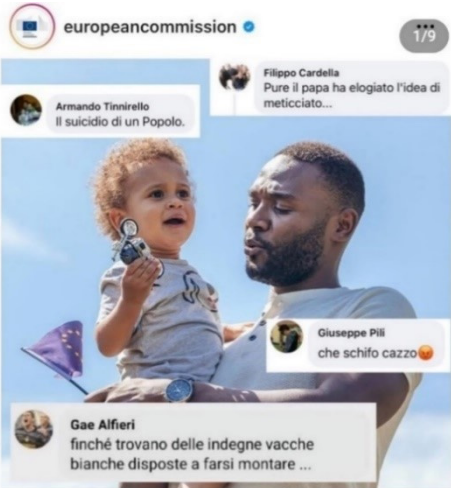 europeancommission
1/9
Filippo Cardella
Pure il papa ha elogiato l'idea di
meticciato...
Armando Tinnirello
Il suicidio di un Popolo.
Giuseppe Pili
che schifo cazzo😡
Gae Alfieri
finché trovano delle indegne vacche
bianche disposte a farsi montare ...